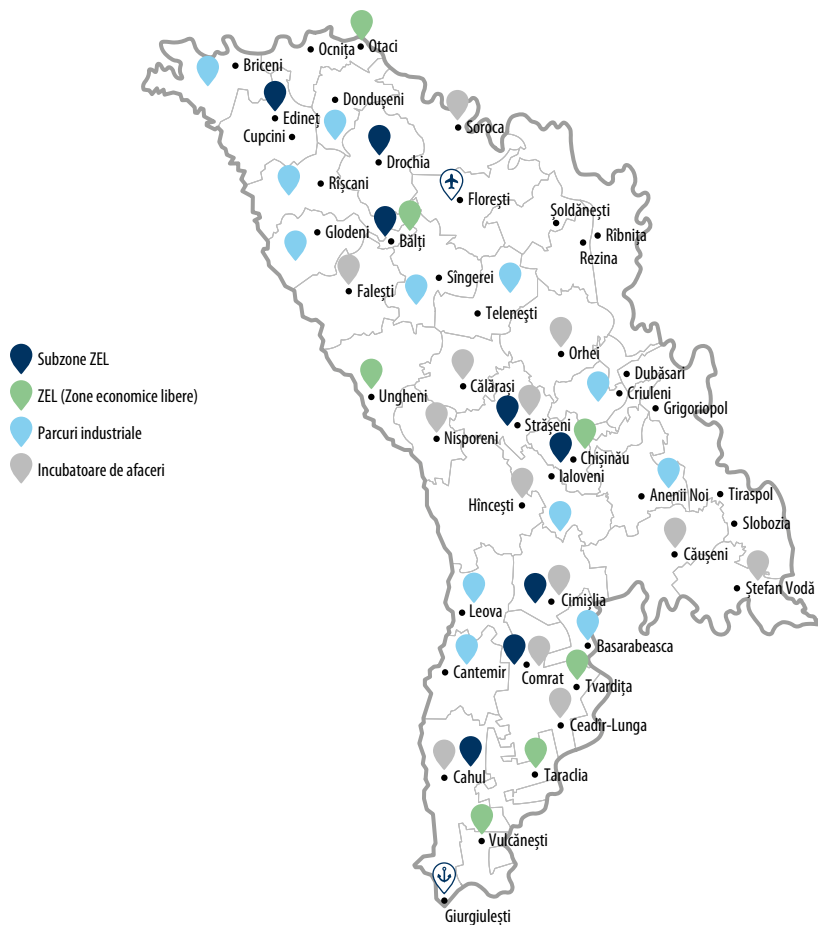 Otaci
Ocnița
Briceni
Dondușeni
Edineț
Soroca
Cupcini
Drochia
Rîșcani
Florești
Șoldănești
Glodeni
Bălți
Rîbnița
Rezina
Sîngerei
Falești
Telenești
Orhei
Subzone ZEL
Dubăsari
ZEL (Zone economice libere)
Ungheni
Călărași
Criuleni
Grigoriopol
Parcuri industriale
Nisporeni
Strășeni
Incubatoare de afaceri
Chișinău
Ialoveni
Hîncești
Anenii Noi
Tiraspol
Slobozia
Căușeni
Ștefan Vodă
Cimișlia
Leova
Basarabeasca
Cantemir
Comrat
Tvardița
Ceadîr-Lunga
Cahul
Taraclia
Vulcănești
Giurgiulești